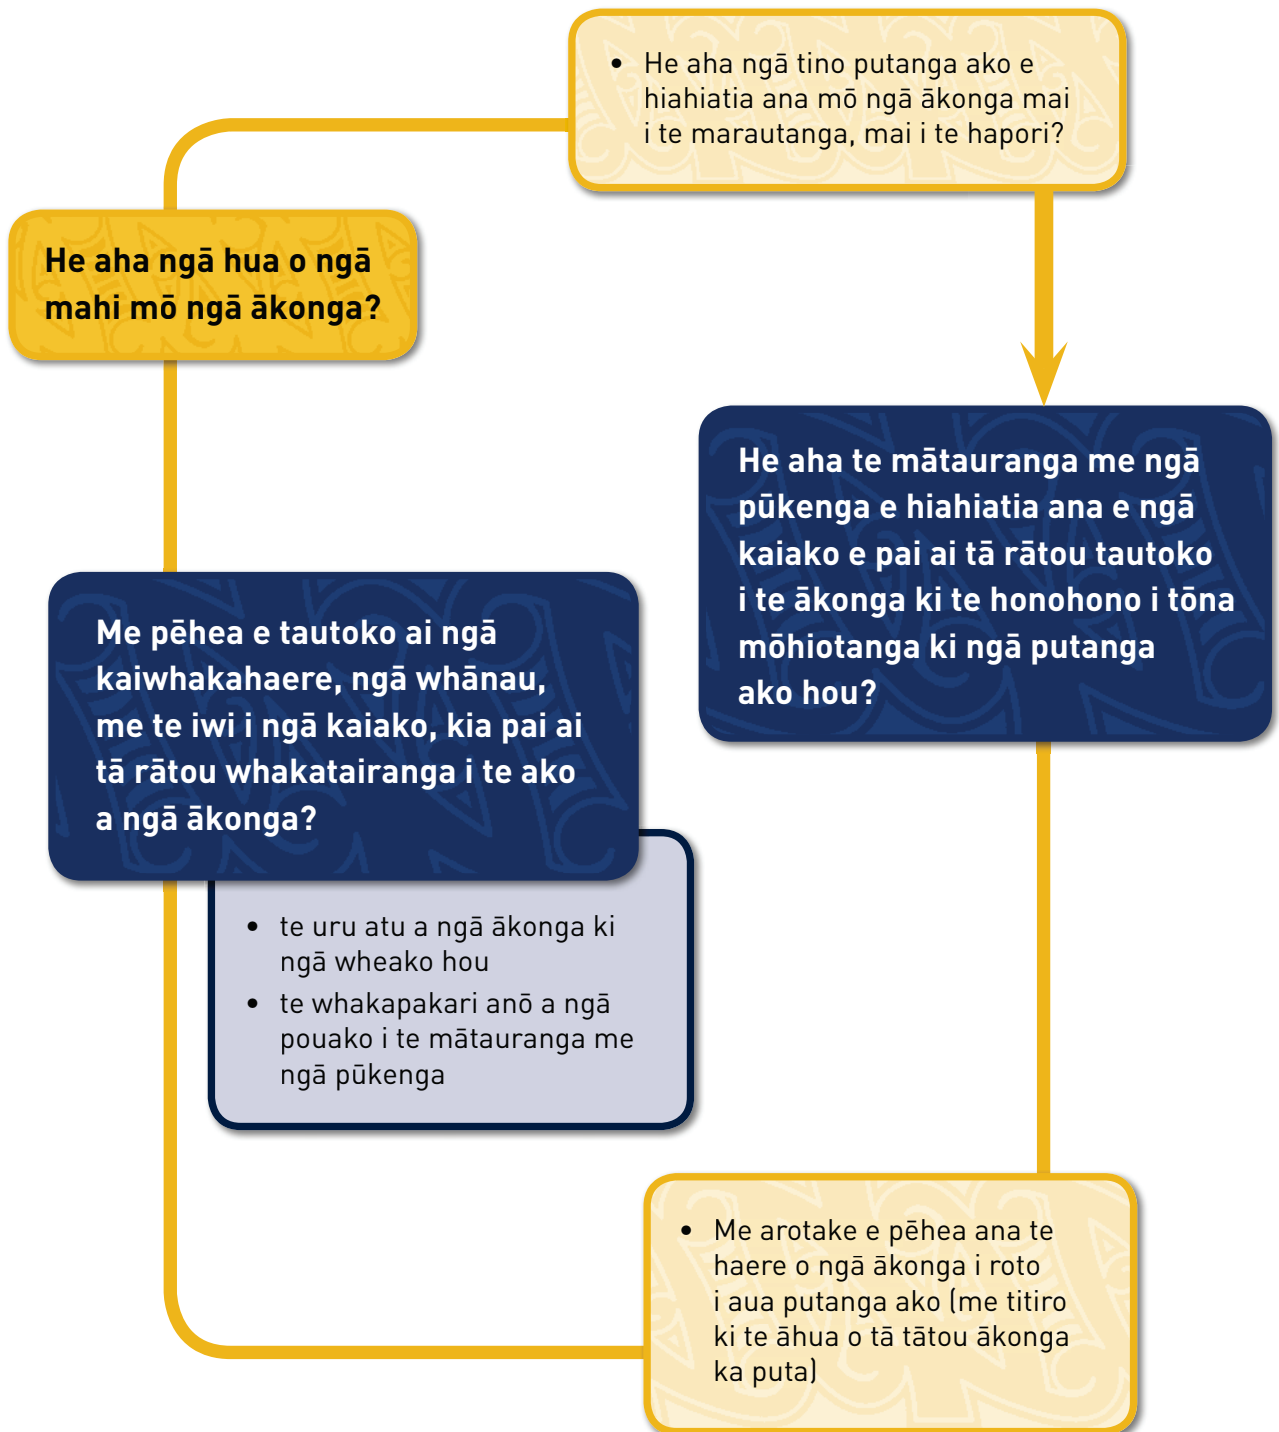 • He aha ngā tino putanga ako e
hiahiatia ana mō ngā ākonga mai
i te marautanga, mai i te hapori?
He aha ngā hua o ngā
mahi mō ngā ākonga?
He aha te mātauranga me ngā
pūkenga e hiahiatia ana e ngā
kaiako e pai ai tā rātou tautoko
i te ākonga ki te honohono i tōna
mōhiotanga ki ngā putanga
ako hou?
Me pēhea e tautoko ai ngā
kaiwhakahaere, ngā whānau,
me te iwi i ngā kaiako, kia pai ai
tā rātou whakatairanga i te ako
a ngā ākonga?
• te uru atu a ngā ākonga ki
ngā wheako hou
• te whakapakari anō a ngā
pouako i te mātauranga me
ngā pūkenga
• Me arotake e pēhea ana te
haere o ngā ākonga i roto
i aua putanga ako (me titiro
ki te āhua o tā tātou ākonga
ka puta)